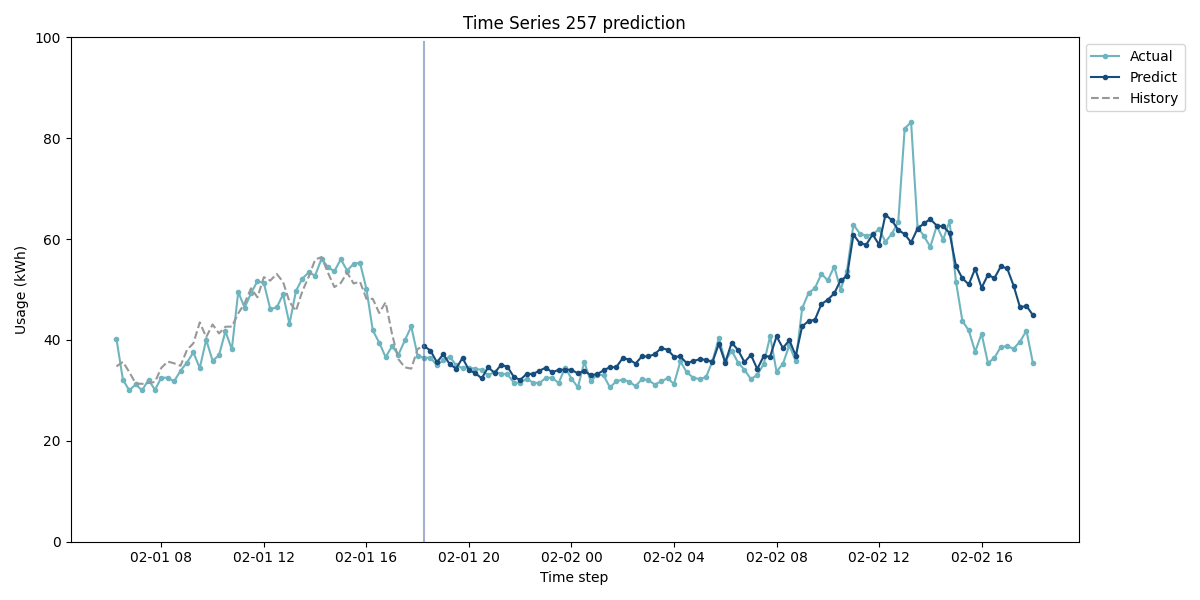 Time Series 257 prediction
Usage (kWh)
100
80
60
40
20
0
02-01 08
02-01 12
02-01 16
02-01 20
02-02 00
02-02 04
02-02 08
02-02 12
02-02 16
Time step
Actual
Predict
History